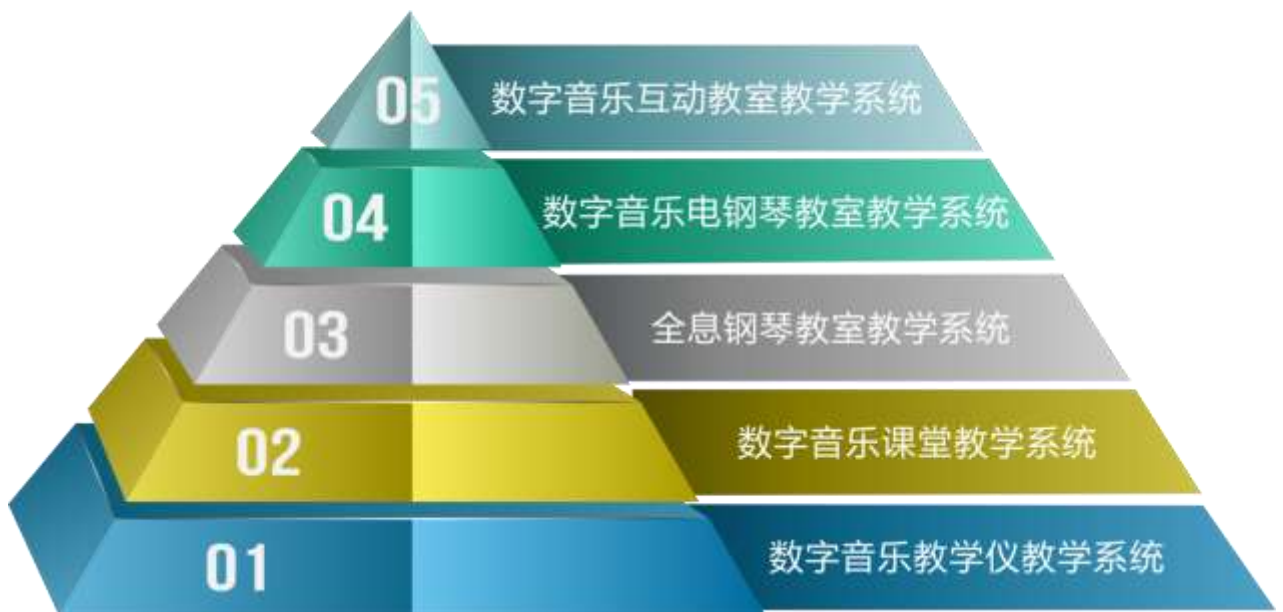 05 数字音乐互动教室教学系统
04 数字音乐电钢琴教室教学系统
03 全息钢琴教室教学系统
02 数字音乐课堂教学系统
01 数字音乐教学仪教学系统